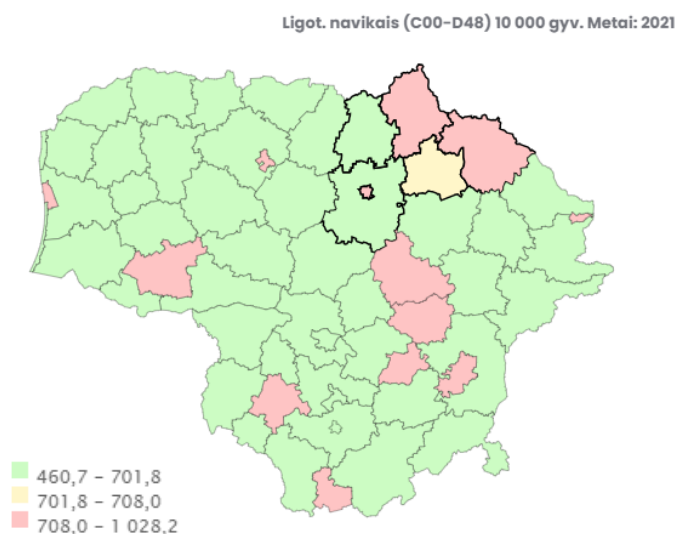 Ligot. navikais (C00-D48) 10 000 gyv. Metai: 2021
460,7 - 701,8
701,8 - 708,0
708,0 - 1 028,2